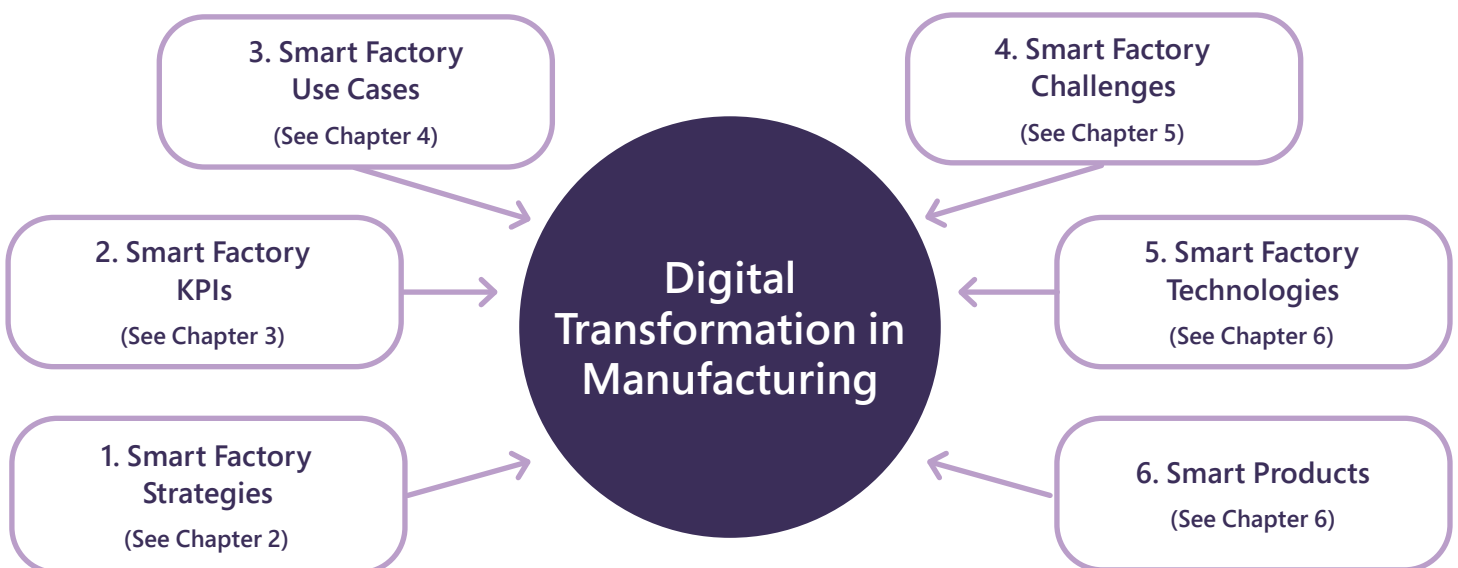 3. Smart Factory
Use Cases
(See Chapter 4)
4. Smart Factory
Challenges
(See Chapter 5)
2. Smart Factory
KPIs
(See Chapter 3)
Digital
Transformation in
Manufacturing
5. Smart Factory
Technologies
(See Chapter 6)
1. Smart Factory
Strategies
(See Chapter 2)
6. Smart Products
(See Chapter 6)